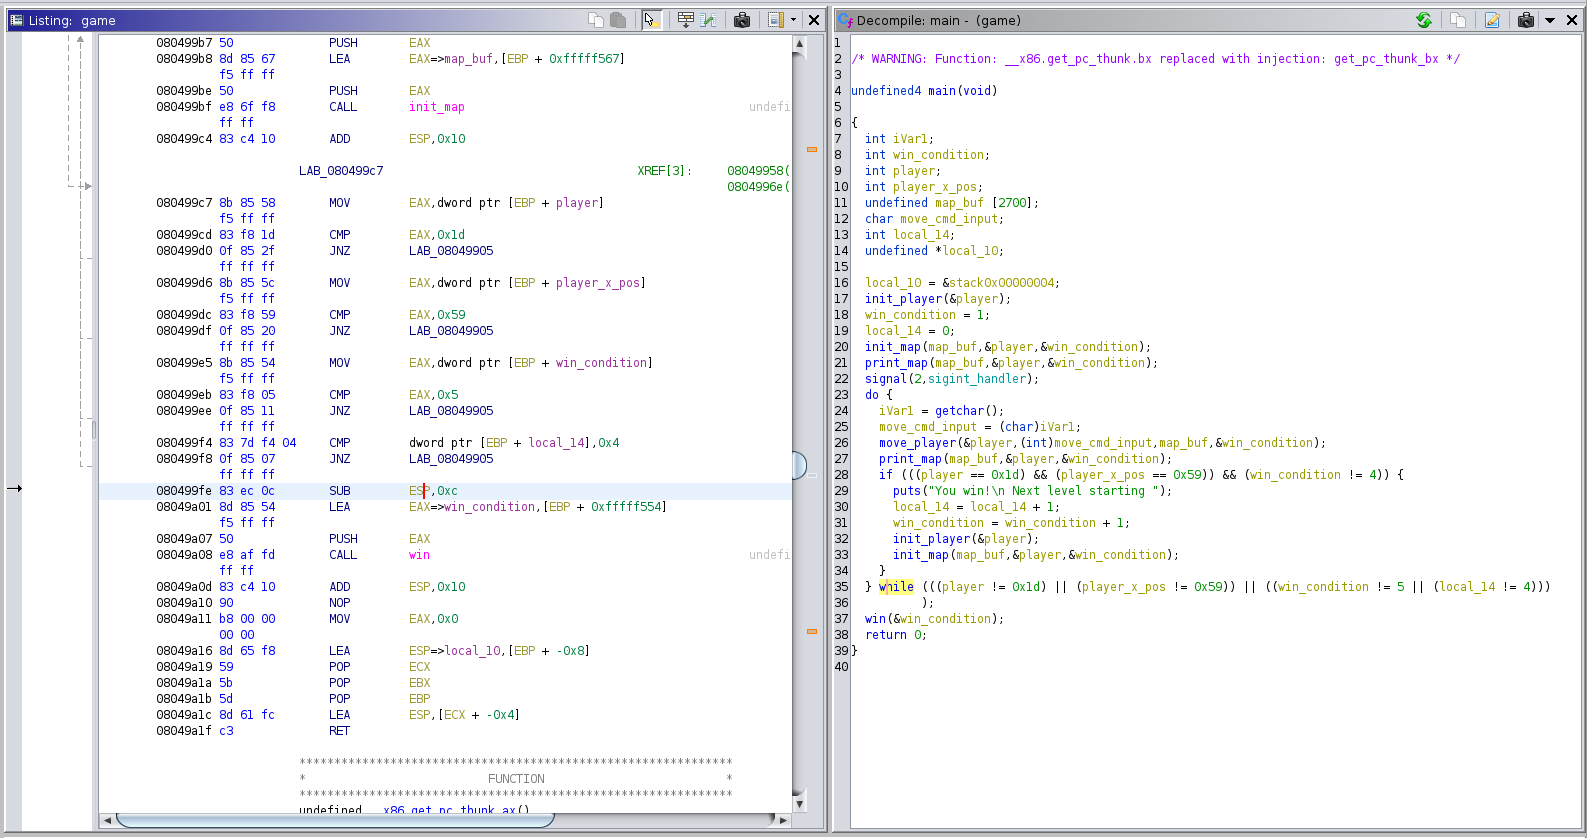 Listing: game
080499b7 50 PUSH EAX
080499b8 8d 85 67 LEA EAX=>map_buf,[EBP + 0xfffff567]
f5 ff ff
080499be 50 PUSH EAX
080499bf e8 6f f8 CALL init_map undefi
ff ff
080499c4 83 c4 10 ADD ESP,0x10
LAB_080499c7 XREF[3]: 08049958(
0804996e(
080499c7 8b 85 58 MOV EAX,dword ptr [EBP + player]
f5 ff ff
080499cd 83 f8 1d CMP EAX,0x1d
080499d0 0f 85 2f JNZ LAB_08049905
ff ff ff
080499d6 8b 85 5c MOV EAX,dword ptr [EBP + player_x_pos]
f5 ff ff
080499dc 83 f8 59 CMP EAX,0x59
080499df 0f 85 20 JNZ LAB_08049905
ff ff ff
080499e5 8b 85 54 MOV EAX,dword ptr [EBP + win_condition]
f5 ff ff
080499eb 83 f8 05 CMP EAX,0x5
080499ee 0f 85 11 JNZ LAB_08049905
ff ff ff
080499f4 83 7d f4 04 CMP dword ptr [EBP + local_14],0x4
080499f8 0f 85 07 JNZ LAB_08049905
ff ff ff
080499fe 83 ec 0c SUB ESP,0xc
08049a01 8d 85 54 LEA EAX=>win_condition,[EBP + 0xfffff554]
f5 ff ff
08049a07 50 PUSH EAX
08049a08 e8 af fd CALL win undefi
ff ff
08049a0d 83 c4 10 ADD ESP,0x10
08049a10 90 NOP
08049a11 b8 00 00 MOV EAX,0x0
00 00
08049a16 8d 65 f8 LEA ESP=>local_10,[EBP + -0x8]
08049a19 59 POP ECX
08049a1a 5b POP EBX
08049a1b 5d POP EBP
08049a1c 8d 61 fc LEA ESP,[ECX + -0x4]
08049a1f c3 RET
**************************************************************
* FUNCTION *
**************************************************************
undefined __x86.get_pc_thunk.ax()
Decompile: main - (game)
1
2 /* WARNING: Function: __x86.get_pc_thunk.bx replaced with injection: get_pc_thunk_bx */
3
4 undefined4 main(void)
5
6 {
7 int iVar1;
8 int win_condition;
9 int player;
10 int player_x_pos;
11 undefined map_buf [2700];
12 char move_cmd_input;
13 int local_14;
14 undefined *local_10;
15
16 local_10 = &stack0x00000004;
17 init_player(&player);
18 win_condition = 1;
19 local_14 = 0;
20 init_map(map_buf,&player,&win_condition);
21 print_map(map_buf,&player,&win_condition);
22 signal(2,sigint_handler);
23 do {
24 iVar1 = getchar();
25 move_cmd_input = (char)iVar1;
26 move_player(&player,(int)move_cmd_input,map_buf,&win_condition);
27 print_map(map_buf,&player,&win_condition);
28 if (((player == 0x1d) && (player_x_pos == 0x59)) && (win_condition != 4)) {
29 puts("You win!\n Next level starting ");
30 local_14 = local_14 + 1;
31 win_condition = win_condition + 1;
32 init_player(&player);
33 init_map(map_buf,&player,&win_condition);
34 }
35 } while (((player != 0x1d) || (player_x_pos != 0x59)) || ((win_condition != 5 || (local_14 != 4)))
36 );
37 win(&win_condition);
38 return 0;
39 }
40